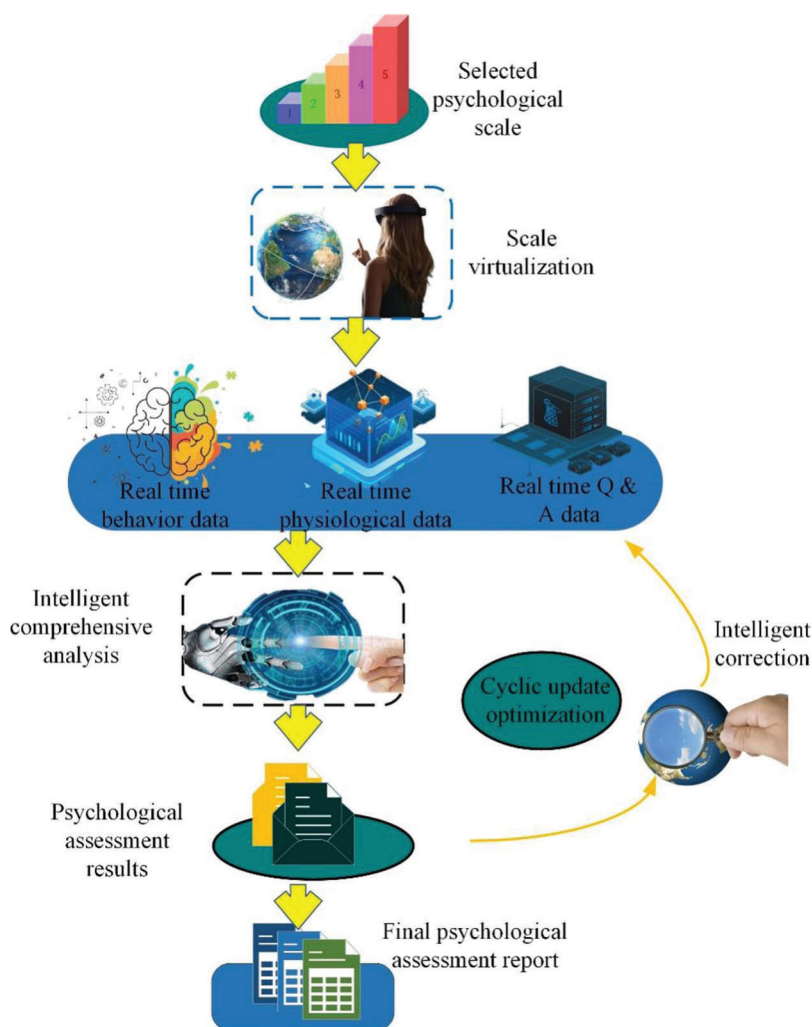 1
2
3
4
5
Selected
psychological
scale
Scale
virtualization
Real time
behavior data
Real time
physiological data
Real time Q &
A data
Intelligent
comprehensive
analysis
Intelligent
correction
Cyclic update
optimization
Psychological
assessment
results
Final psychological
assessment report